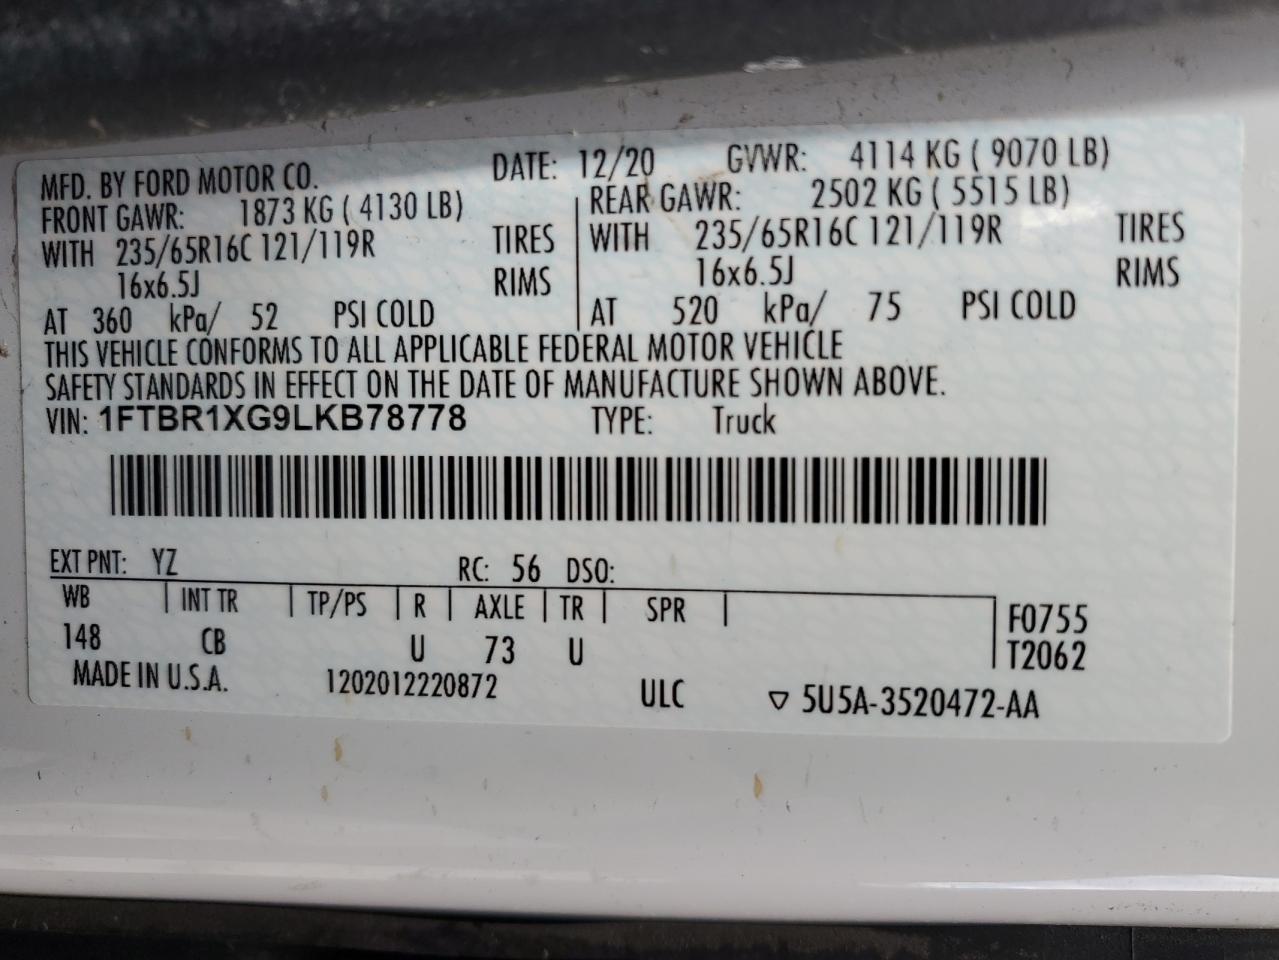 MFD. BY FORD MOTOR CO. DATE: 12/20 GVWR: 4114 KG ( 9070 LB)
FRONT GAWR: 1873 KG ( 4130 LB) REAR GAWR: 2502 KG ( 5515 LB)
WITH 235/65R16C 121/119R TIRES WITH 235/65R16C 121/119R TIRES
16x6.5J RIMS 16x6.5J RIMS
AT 360 kPa/ 52 PSI COLD AT 520 kPa/ 75 PSI COLD
THIS VEHICLE CONFORMS TO ALL APPLICABLE FEDERAL MOTOR VEHICLE
SAFETY STANDARDS IN EFFECT ON THE DATE OF MANUFACTURE SHOWN ABOVE.
VIN: 1FTBR1XG9LKB78778 TYPE: Truck
EXT PNT: YZ RC: 56 DSO:
WB INT TR TP/PS R AXLE TR SPR F0755
148 CB U 73 U T2062
MADE IN U.S.A. 1202012220872 ULC ▽ 5U5A-3520472-AA